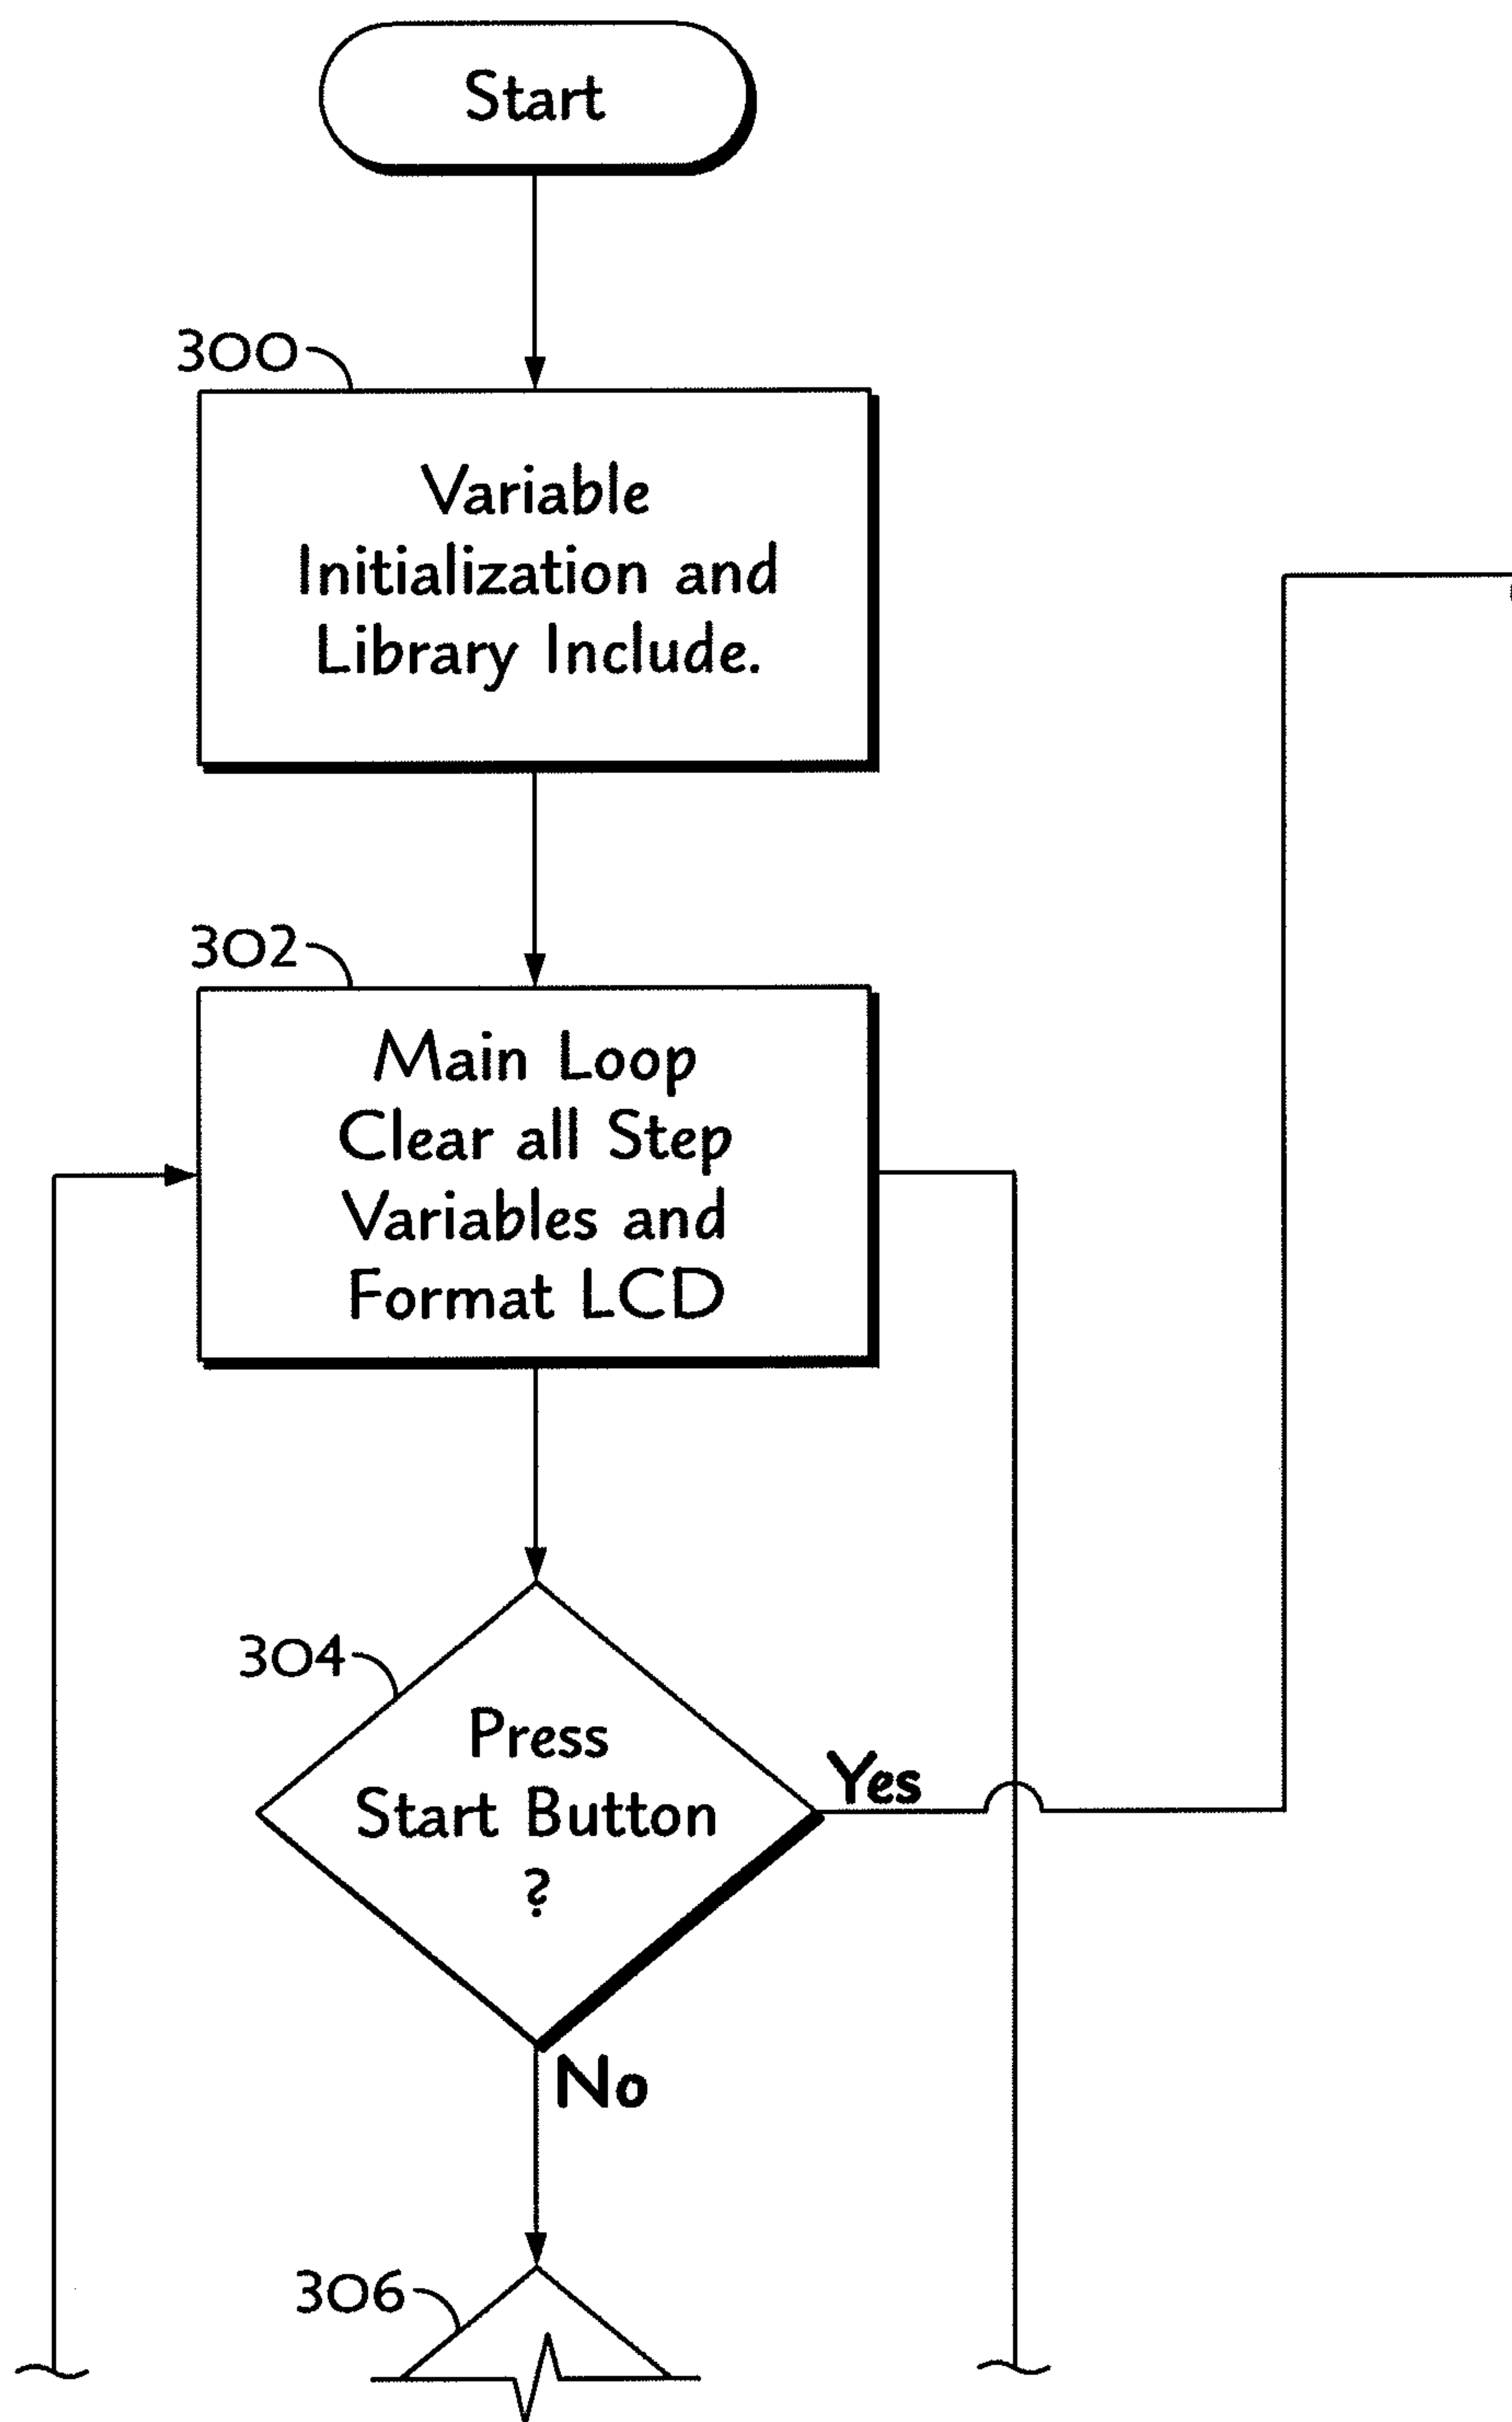 Start
300
Variable
Initialization and
Library Include.
302
Main Loop
Clear all Step
Variables and
Format LCD
304
Press
Start Button
?
Yes
No
306